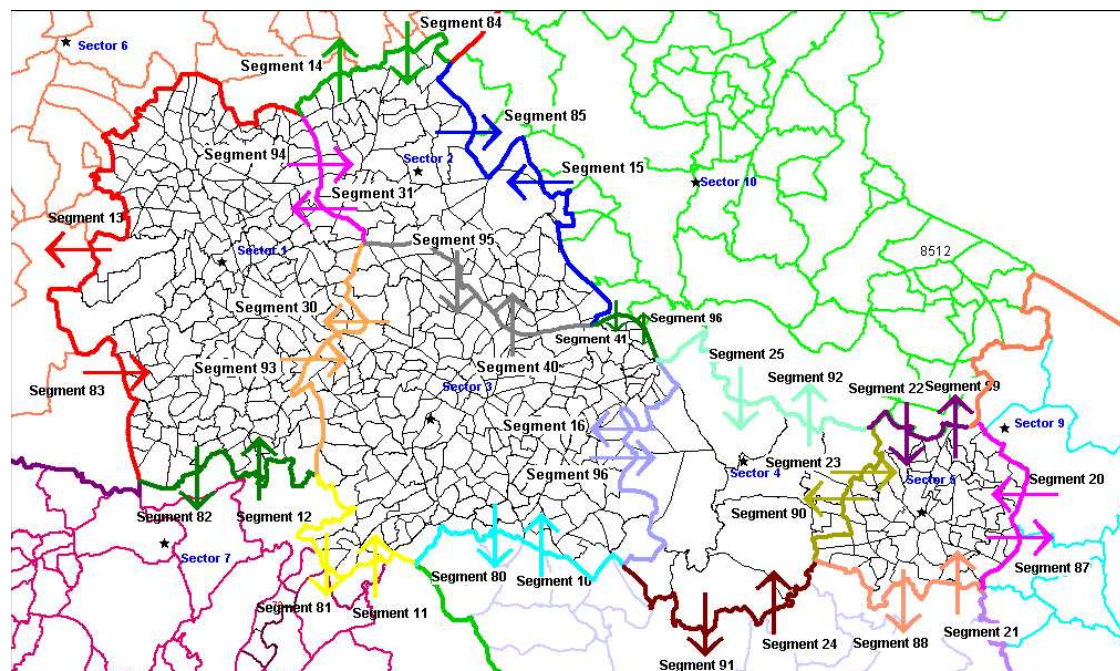 Segment 84
Sector 6
Segment 14
Segment 85
Segment 94
Sector 2
Segment 15
Sector 10
Segment 31
Segment 13
Segment 95
Sector 1
8512
Segment 30
Segment 41
Segment 96
Segment 25
Segment 93
Segment 40
Segment 92
Segment 22
Segment 83
Sector 3
Segment 16
Sector 9
Segment 23
Segment 96
Sector 4
Segment 20
Segment 90
Segment 82
Segment 12
Sector 7
Segment 80
Segment 10
Segment 87
Segment 81
Segment 11
Segment 21
Segment 24
Segment 88
Segment 91